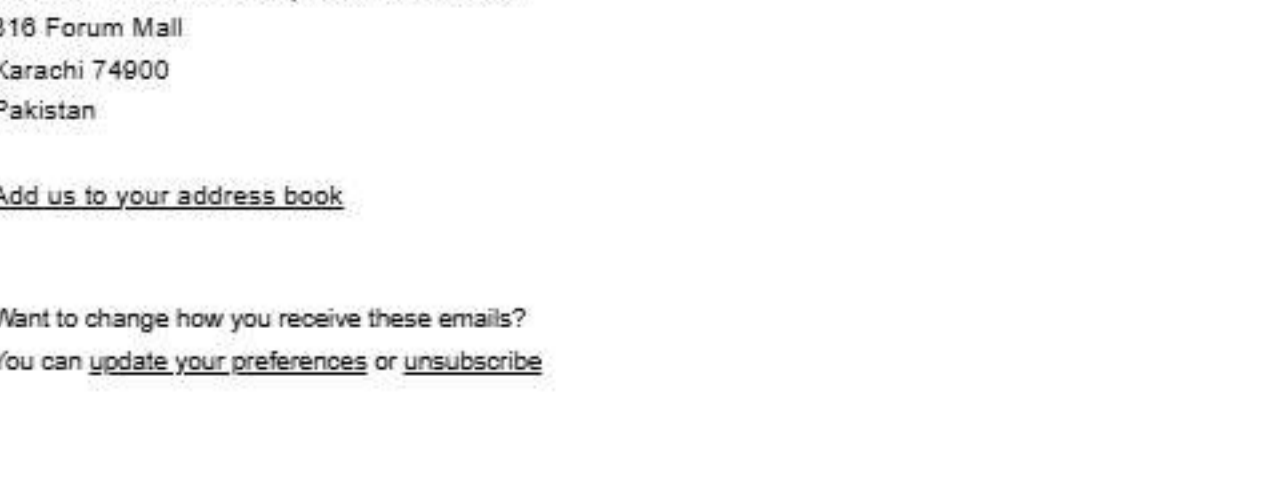 316 Forum Mall
Karachi 74900
Pakistan
Add us to your address book
Want to change how you receive these emails?
You can update your preferences or unsubscribe